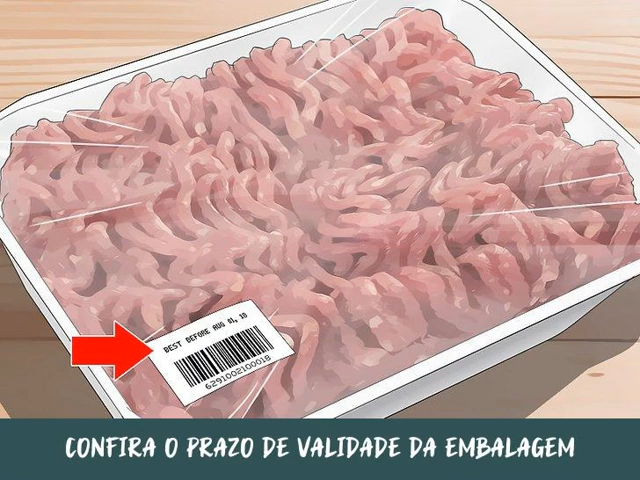 BEST BEFORE AUG 01, 18
6291002100018
CONFIRA O PRAZO DE VALIDADE DA EMBALAGEM